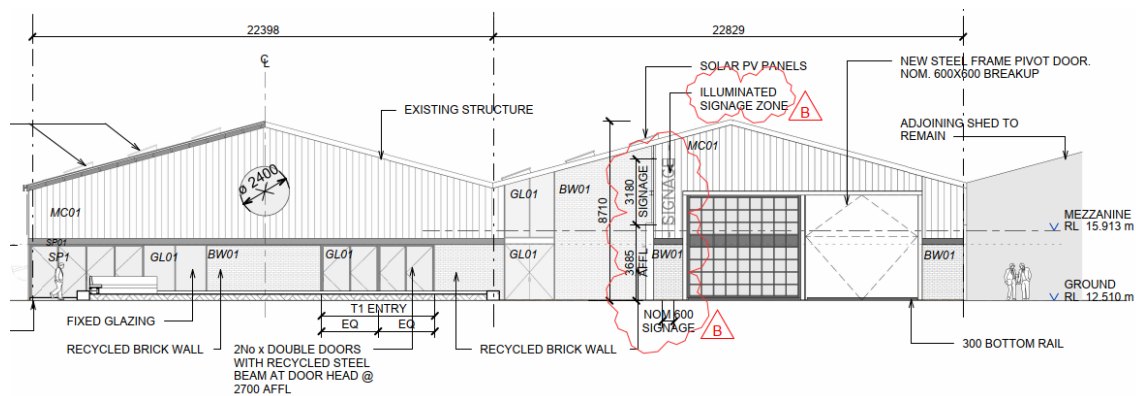 22398
22829
℄
SOLAR PV PANELS
NEW STEEL FRAME PIVOT DOOR.
NOM. 600X600 BREAKUP
ILLUMINATED
SIGNAGE ZONE
B
EXISTING STRUCTURE
ADJOINING SHED TO
REMAIN
MC01
ø 2400
GL01
BW01
8710
3180
SIGNAGE
SIGNAGE
MC01
MEZZANINE
RL 15.913 m
SP01
SP1
GL01
BW01
GL01
GL01
3685
AFFL
BW01
BW01
GROUND
RL 12.510 m
T1 ENTRY
EQ
EQ
NOM 600
SIGNAGE
B
FIXED GLAZING
RECYCLED BRICK WALL
2No x DOUBLE DOORS
WITH RECYCLED STEEL
BEAM AT DOOR HEAD @
2700 AFFL
RECYCLED BRICK WALL
300 BOTTOM RAIL